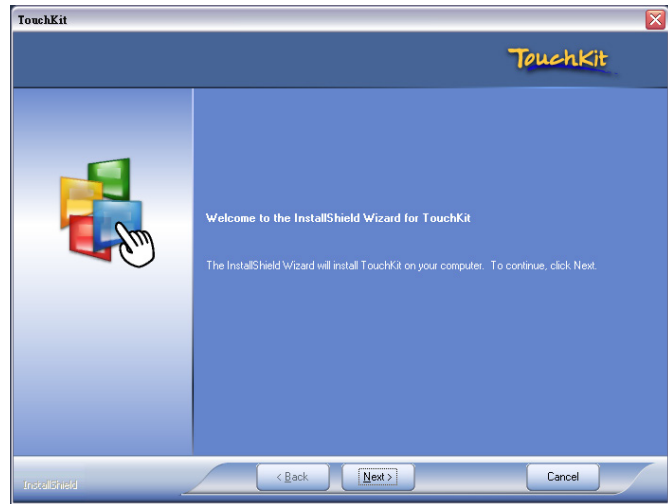 TouchKit
TouchKit
Welcome to the InstallShield Wizard for TouchKit
The InstallShield Wizard will install TouchKit on your computer. To continue, click Next.
InstallShield
< Back
Next >
Cancel